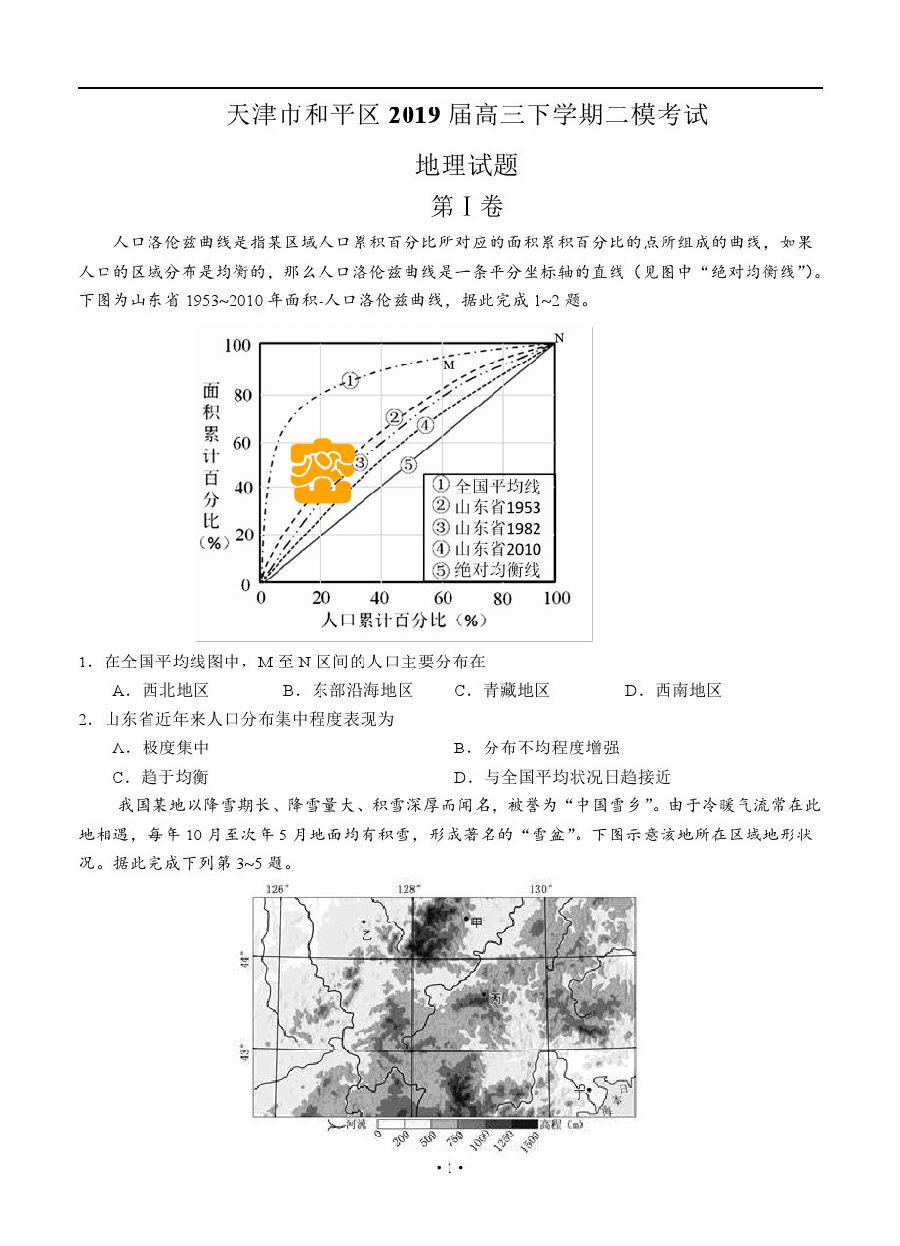 天津市和平区 2019 届高三下学期二模考试
地理试题
第 I 卷
人口洛伦兹曲线是指某区域人口累积百分比所对应的面积累积百分比的点所组成的曲线，如果
人口的区域分布是均衡的，那么人口洛伦兹曲线是一条平分坐标轴的直线（见图中“绝对均衡线”）。
下图为山东省 1953~2010 年面积-人口洛伦兹曲线，据此完成 1~2 题。
面积累计百分比（%）
100
80
60
40
20
0
N
M
①
②
③
④
⑤
① 全国平均线
② 山东省1953
③ 山东省1982
④ 山东省2010
⑤ 绝对均衡线
0 20 40 60 80 100
人口累计百分比（%）
1．在全国平均线图中，M 至 N 区间的人口主要分布在
A．西北地区 B．东部沿海地区 C．青藏地区 D．西南地区
2．山东省近年来人口分布集中程度表现为
A．极度集中 B．分布不均程度增强
C．趋于均衡 D．与全国平均状况日趋接近
我国某地以降雪期长、降雪量大、积雪深厚而闻名，被誉为“中国雪乡”。由于冷暖气流常在此
地相遇，每年 10 月至次年 5 月地面均有积雪，形成著名的“雪盆”。下图示意该地所在区域地形状
况。据此完成下列第 3~5 题。
126° 128° 130°
甲
乙
44°
丙
43°
丁
日本海
河流 0 200 500 750 1000 1250 1500 高程（m）
· 1 ·